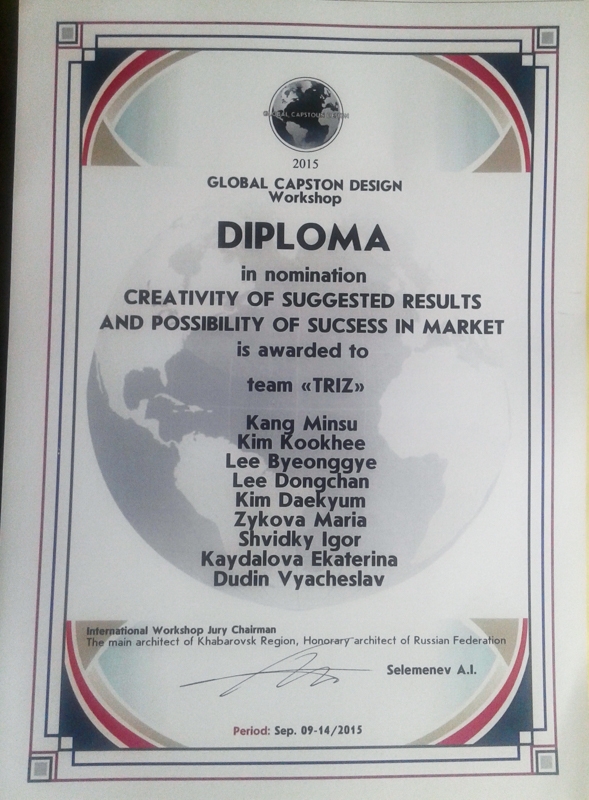 GLOBAL CAPSTOUN DESIGN
2015
GLOBAL CAPSTON DESIGN
Workshop
DIPLOMA
in nomination
CREATIVITY OF SUGGESTED RESULTS
AND POSSIBILITY OF SUCSESS IN MARKET
is awarded to
team «TRIZ»
Kang Minsu
Kim Kookhee
Lee Byeonggye
Lee Dongchan
Kim Daekyum
Zykova Maria
Shvidky Igor
Kaydalova Ekaterina
Dudin Vyacheslav
International Workshop Jury Chairman
The main architect of Khabarovsk Region, Honorary architect of Russian Federation
Selemenev A.I.
Period: Sep. 09-14/2015